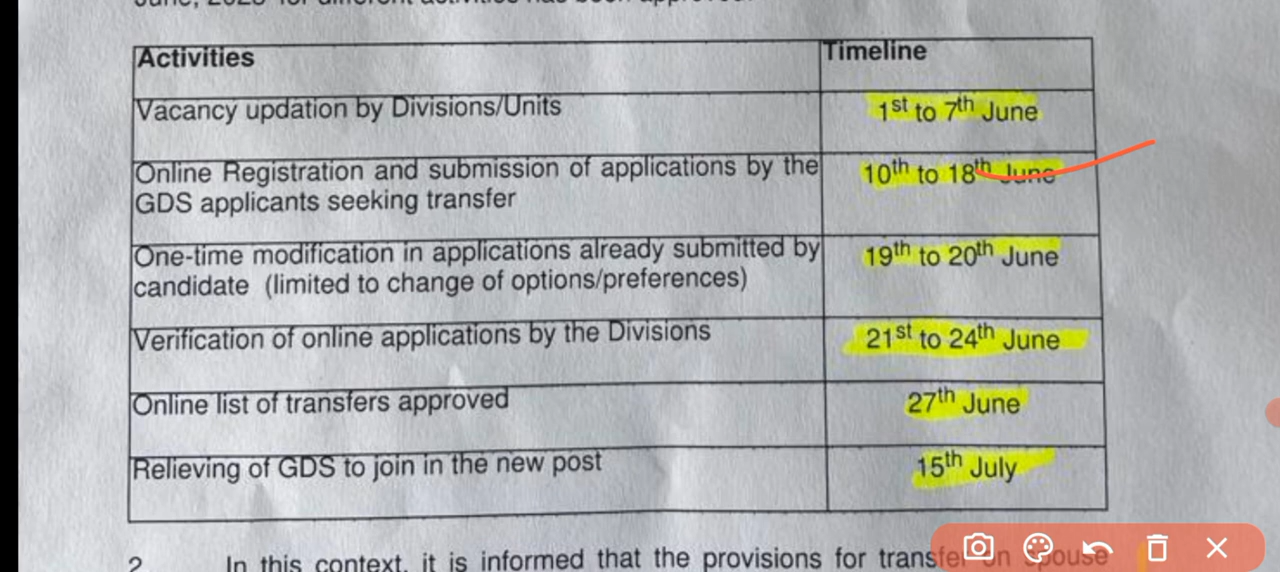 Activities
Timeline
Vacancy updation by Divisions/Units
1st to 7th June
Online Registration and submission of applications by the
GDS applicants seeking transfer
10th to 18th June
One-time modification in applications already submitted by
candidate (limited to change of options/preferences)
19th to 20th June
Verification of online applications by the Divisions
21st to 24th June
Online list of transfers approved
27th June
Relieving of GDS to join in the new post
15th July
2 In this context, it is informed that the provisions for transfer on spouse